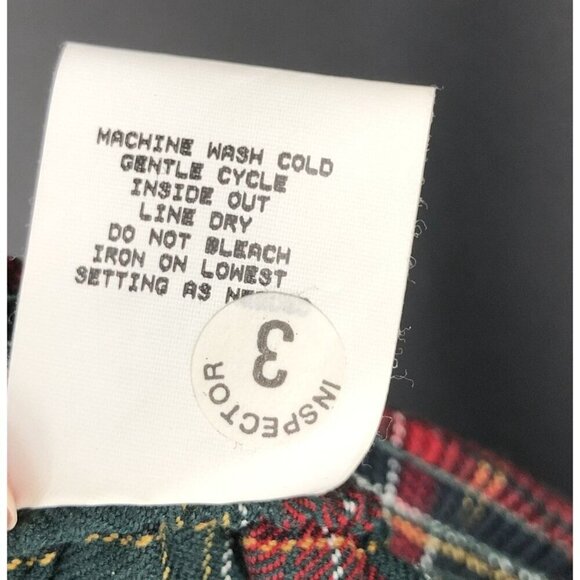 MACHINE WASH COLD
GENTLE CYCLE
INSIDE OUT
LINE DRY
DO NOT BLEACH
IRON ON LOWEST
SETTING AS
3
INSPECTOR